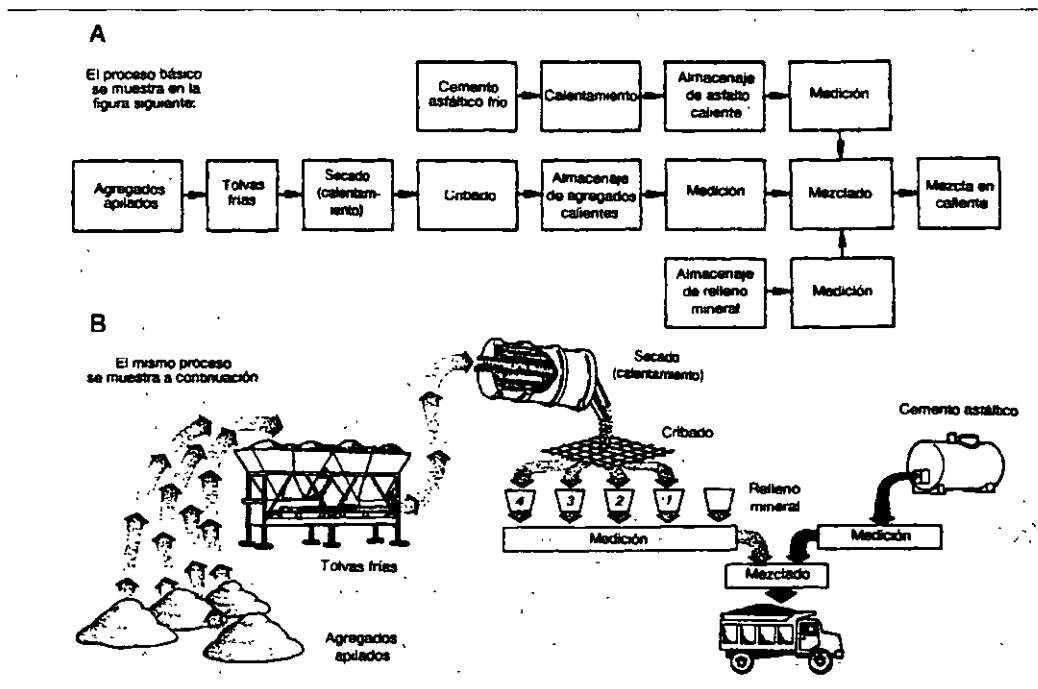 A
El proceso básico
se muestra en la
figura siguiente:
Cemento
asfáltico frío
Calentamiento
Almacenaje
de asfalto
caliente
Medición
Agregados
apilados
Tolvas
frías
Secado
(calentam-
iento)
Cribado
Almacenaje
de agregados
calientes
Medición
Mezclado
Mezcla en
caliente
Almacenaje
de relleno
mineral
Medición
B
El mismo proceso
se muestra a continuación
Secado
(calentamiento)
Cemento asfáltico
Cribado
4 3 2 1
Relleno
mineral
Medición
Medición
Tolvas frías
Mezclado
Agregados
apilados